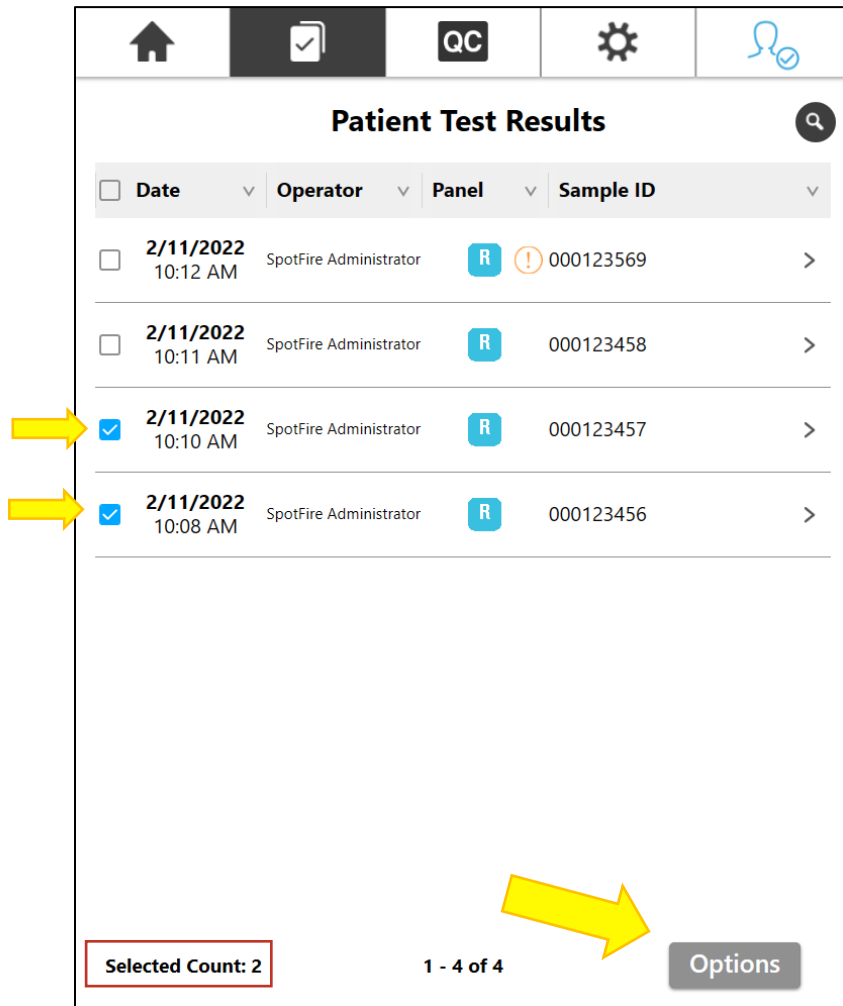 QC
Patient Test Results
Date Operator Panel Sample ID
2/11/2022
10:12 AM SpotFire Administrator R ! 000123569
2/11/2022
10:11 AM SpotFire Administrator R 000123458
2/11/2022
10:10 AM SpotFire Administrator R 000123457
2/11/2022
10:08 AM SpotFire Administrator R 000123456
Selected Count: 2 1 - 4 of 4 Options